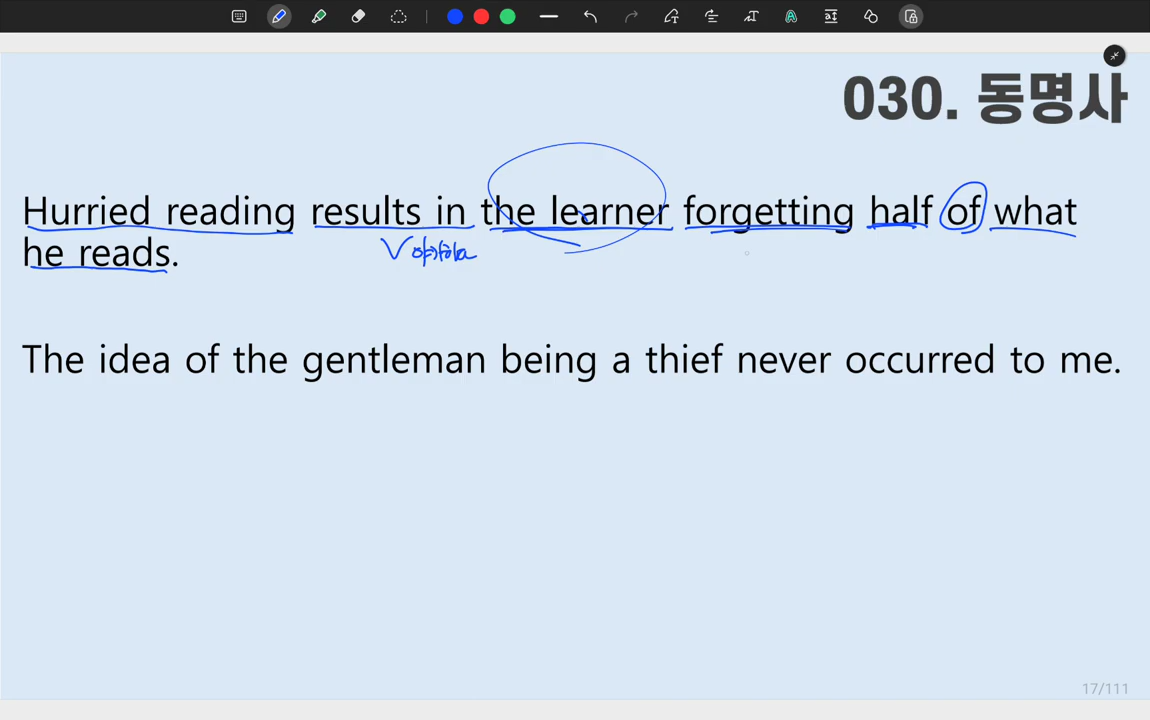 030. 동명사
Hurried reading results in the learner forgetting half of what
he reads.
The idea of the gentleman being a thief never occurred to me.
17/111